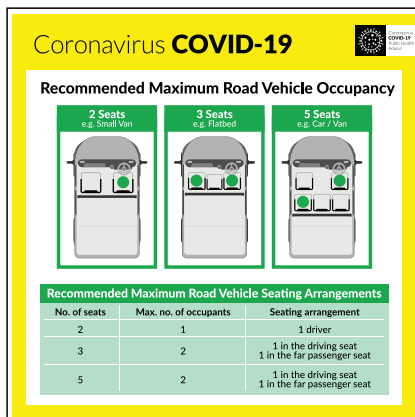 Coronavirus COVID-19
Coronavirus
COVID-19
Public Health
Advice
Recommended Maximum Road Vehicle Occupancy
2 Seats
e.g. Small Van
3 Seats
e.g. Flatbed
5 Seats
e.g. Car / Van
Recommended Maximum Road Vehicle Seating Arrangements
No. of seats Max. no. of occupants Seating arrangement
2 1 1 driver
3 2 1 in the driving seat
1 in the far passenger seat
5 2 1 in the driving seat
1 in the far passenger seat